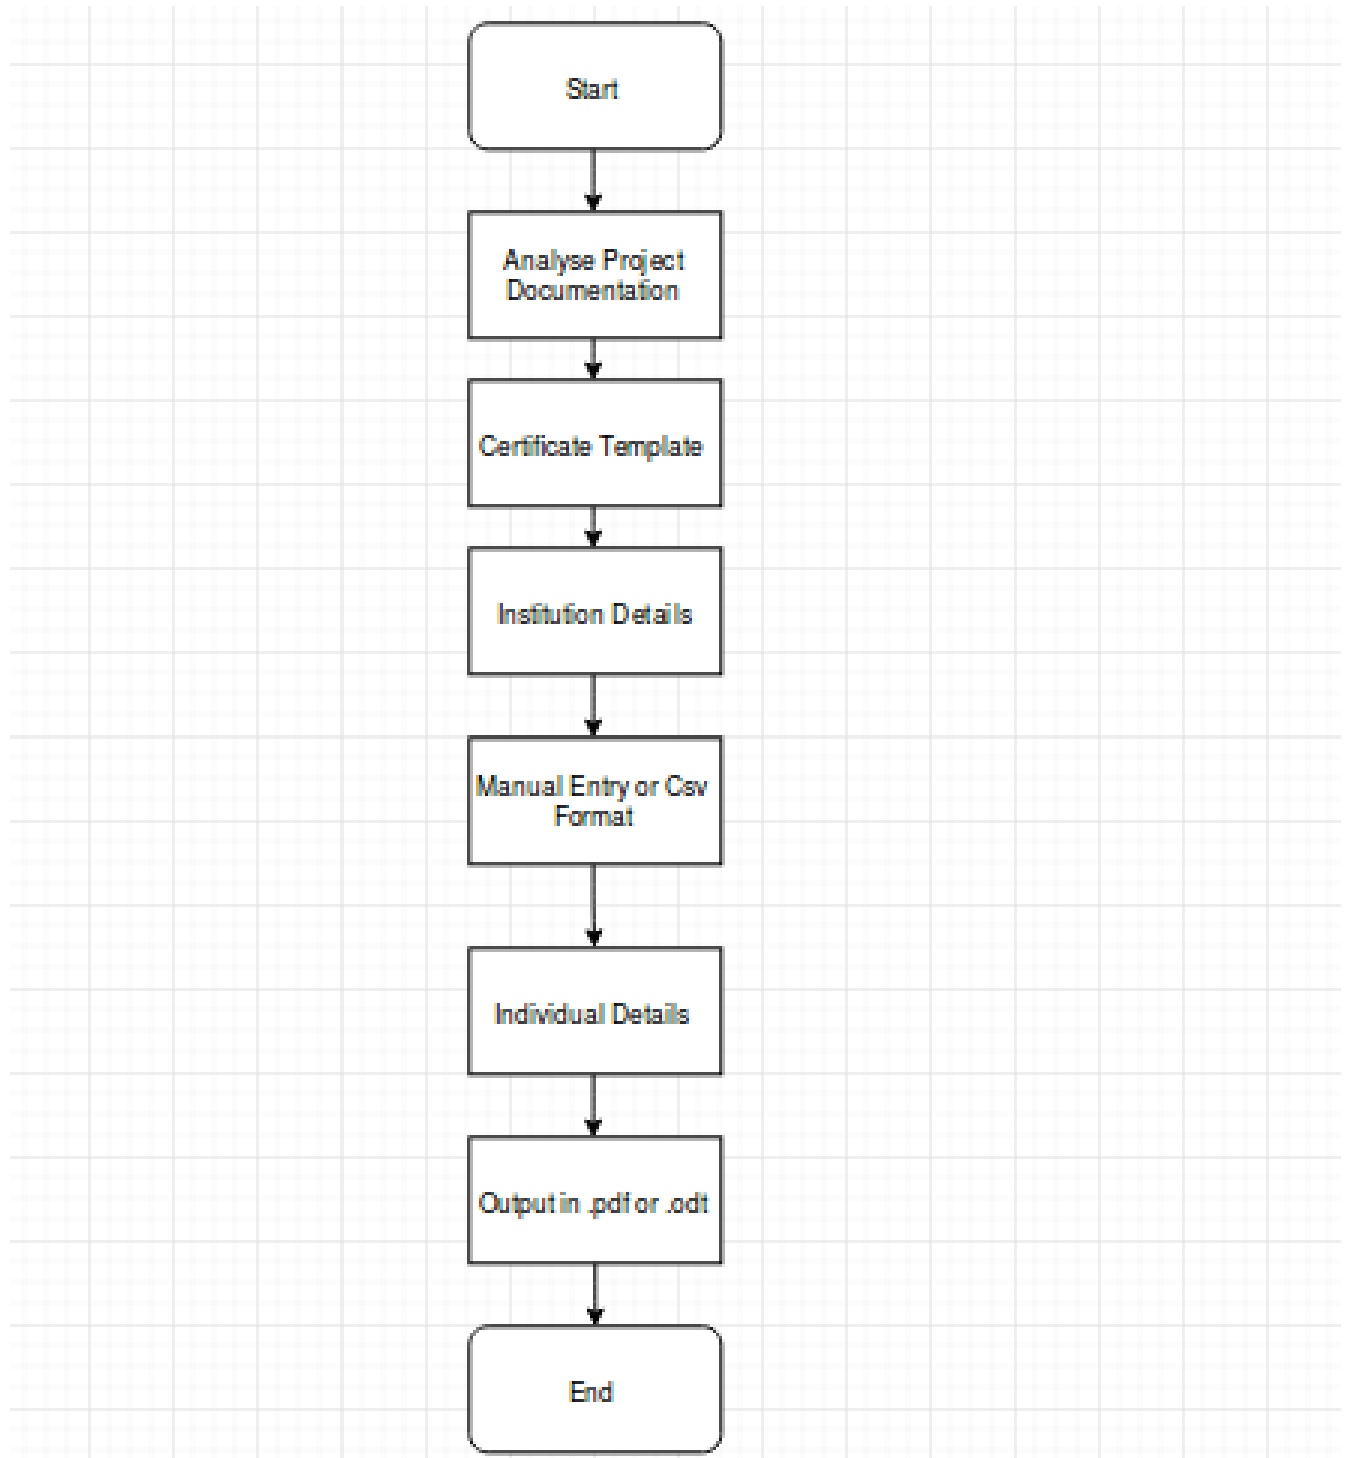 Start
Analyse Project
Documentation
Certificate Template
Institution Details
Manual Entry or Csv
Format
Individual Details
Output in .pdf or .odt
End